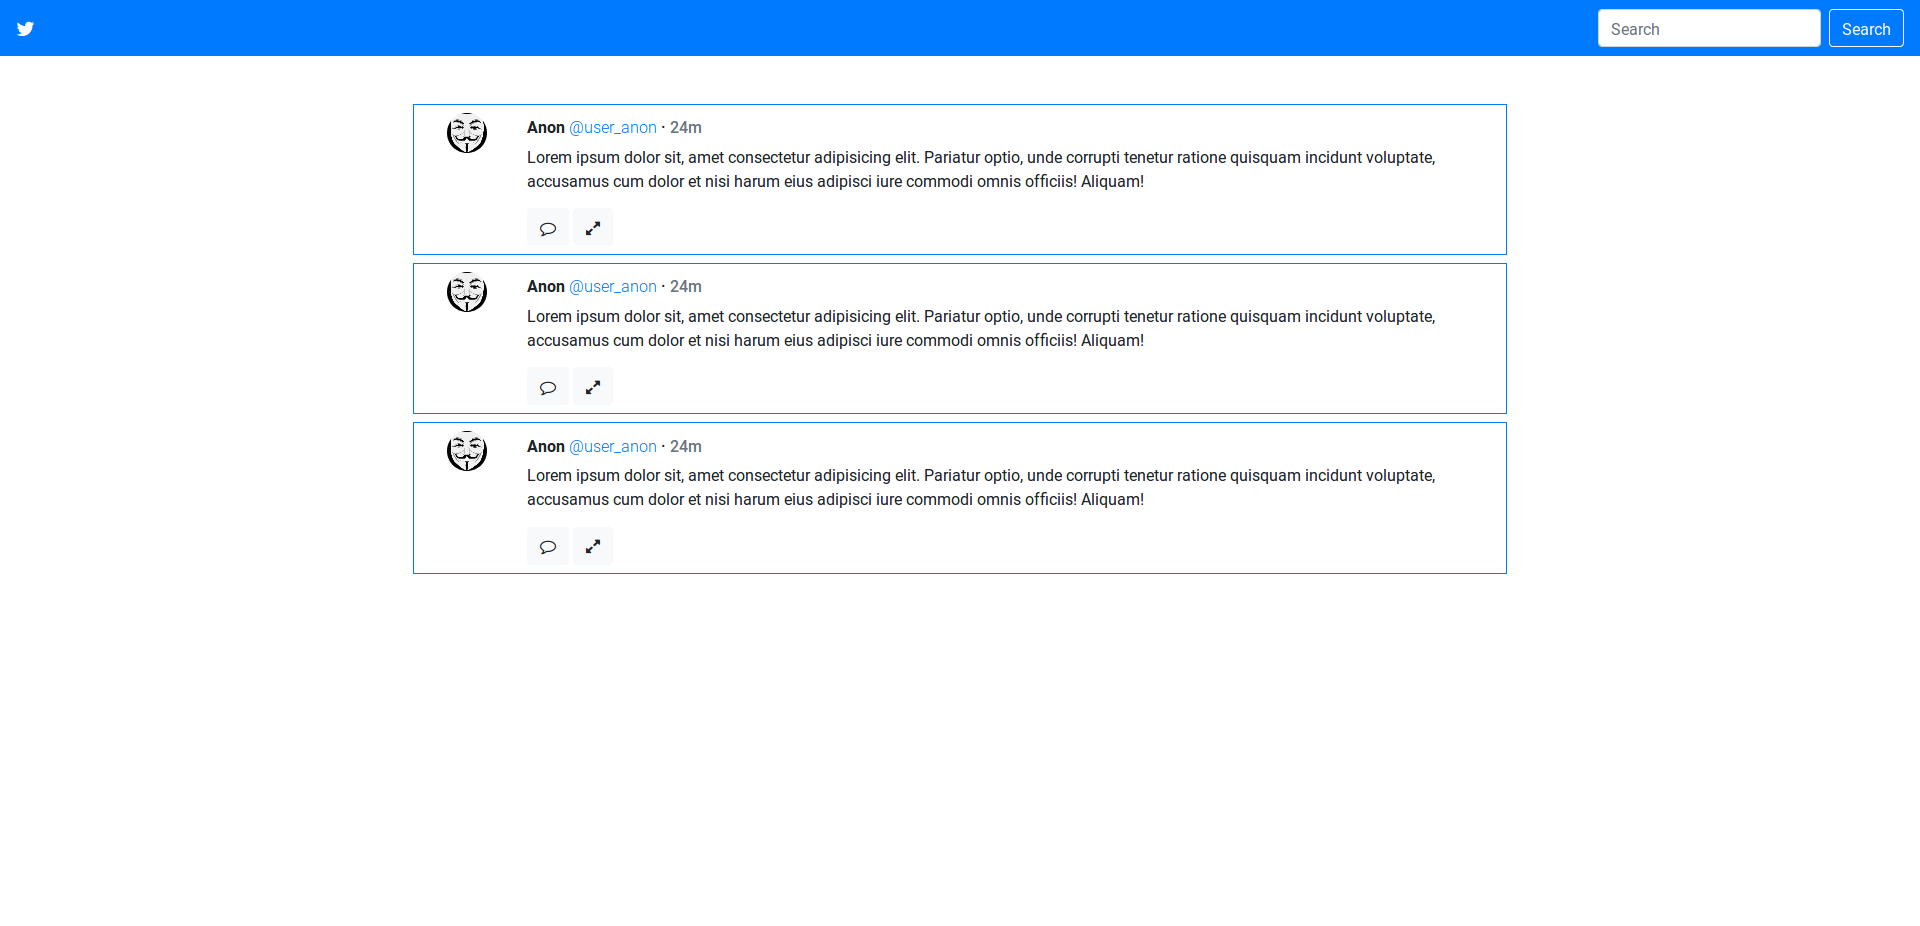 Search Search
Anon @user_anon · 24m
Lorem ipsum dolor sit, amet consectetur adipisicing elit. Pariatur optio, unde corrupti tenetur ratione quisquam incidunt voluptate,
accusamus cum dolor et nisi harum eius adipisci iure commodi omnis officiis! Aliquam!
Anon @user_anon · 24m
Lorem ipsum dolor sit, amet consectetur adipisicing elit. Pariatur optio, unde corrupti tenetur ratione quisquam incidunt voluptate,
accusamus cum dolor et nisi harum eius adipisci iure commodi omnis officiis! Aliquam!
Anon @user_anon · 24m
Lorem ipsum dolor sit, amet consectetur adipisicing elit. Pariatur optio, unde corrupti tenetur ratione quisquam incidunt voluptate,
accusamus cum dolor et nisi harum eius adipisci iure commodi omnis officiis! Aliquam!